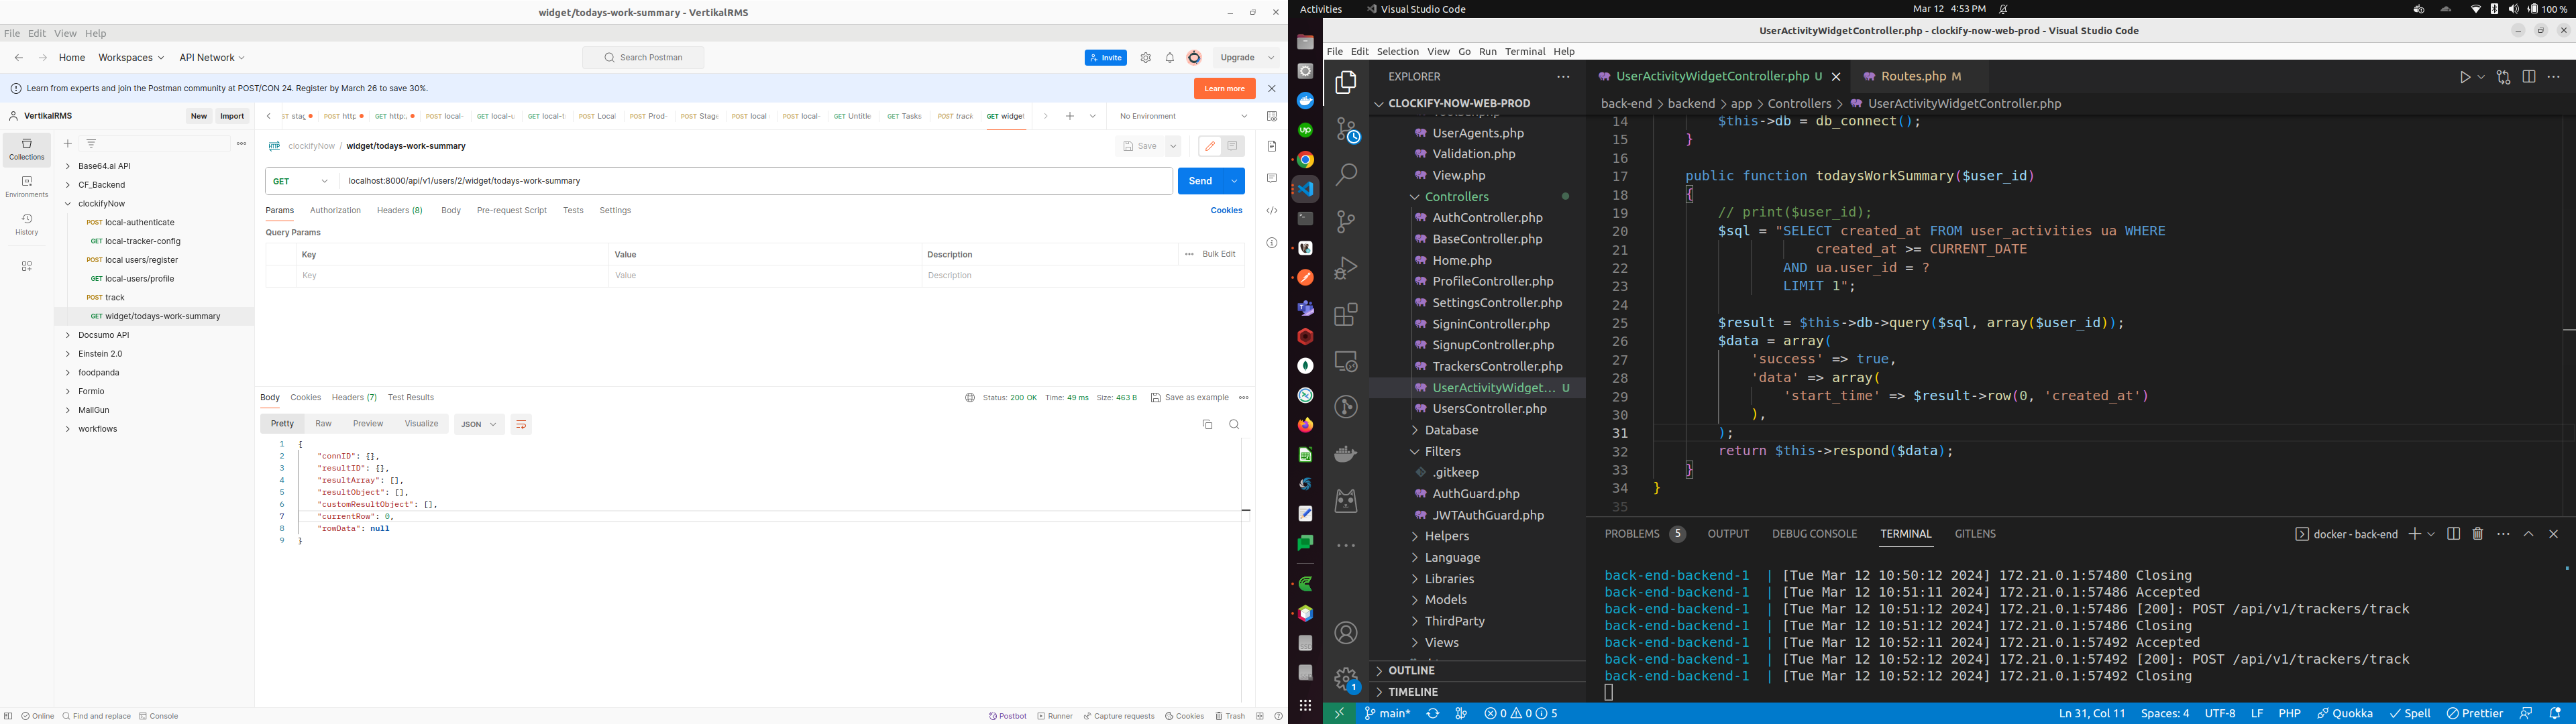 widget/todays-work-summary - VertikalRMS
File Edit View Help
Home Workspaces API Network
Search Postman
Invite
Upgrade
Learn from experts and join the Postman community at POST/CON 24. Register by March 26 to save 30%.
Learn more
VertikalRMS
New Import
POST http:
GET http:
POST local-
GET local-u
GET local-t
POST Local
POST Prod-
POST Stage
POST local
POST local-
GET Untitle
GET Tasks
POST track
GET widge
No Environment
Collections
Environments
History
Base64.ai API
CF_Backend
clockifyNow
POST local-authenticate
GET local-tracker-config
POST local users/register
GET local-users/profile
POST track
GET widget/todays-work-summary
Docsumo API
Einstein 2.0
foodpanda
Formio
MailGun
workflows
clockifyNow / widget/todays-work-summary
Save
GET localhost:8000/api/v1/users/2/widget/todays-work-summary
Send
Params Authorization Headers (8) Body Pre-request Script Tests Settings
Cookies
Query Params
Key Value Description Bulk Edit
Key Value Description
Body Cookies Headers (7) Test Results
Status: 200 OK Time: 49 ms Size: 463 B Save as example
Pretty Raw Preview Visualize JSON
1 {
2 "connID": {},
3 "resultID": {},
4 "resultArray": [],
5 "resultObject": [],
6 "customResultObject": [],
7 "currentRow": 0,
8 "rowData": null
9 }
Online Find and replace Console
Postbot Runner Capture requests Cookies Trash
Activities Visual Studio Code
Mar 12 4:53 PM
100 %
UserActivityWidgetController.php - clockify-now-web-prod - Visual Studio Code
File Edit Selection View Go Run Terminal Help
EXPLORER
CLOCKIFY-NOW-WEB-PROD
UserAgents.php
Validation.php
View.php
Controllers
AuthController.php
BaseController.php
Home.php
ProfileController.php
SettingsController.php
SigninController.php
SignupController.php
TrackersController.php
UserActivityWidget... U
UsersController.php
Database
Filters
.gitkeep
AuthGuard.php
JWTAuthGuard.php
Helpers
Language
Libraries
Models
ThirdParty
Views
OUTLINE
TIMELINE
1
UserActivityWidgetController.php U
Routes.php M
back-end > backend > app > Controllers > UserActivityWidgetController.php
14 $this->db = db_connect();
15 }
16
17 public function todaysWorkSummary($user_id)
18 {
19 // print($user_id);
20 $sql = "SELECT created_at FROM user_activities ua WHERE
21 created_at >= CURRENT_DATE
22 AND ua.user_id = ?
23 LIMIT 1";
24
25 $result = $this->db->query($sql, array($user_id));
26 $data = array(
27 'success' => true,
28 'data' => array(
29 'start_time' => $result->row(0, 'created_at')
30 ),
31 );
32 return $this->respond($data);
33 }
34 }
35
PROBLEMS 5 OUTPUT DEBUG CONSOLE TERMINAL GITLENS
docker - back-end
back-end-backend-1 | [Tue Mar 12 10:50:12 2024] 172.21.0.1:57480 Closing
back-end-backend-1 | [Tue Mar 12 10:51:11 2024] 172.21.0.1:57486 Accepted
back-end-backend-1 | [Tue Mar 12 10:51:12 2024] 172.21.0.1:57486 [200]: POST /api/v1/trackers/track
back-end-backend-1 | [Tue Mar 12 10:51:12 2024] 172.21.0.1:57486 Closing
back-end-backend-1 | [Tue Mar 12 10:52:11 2024] 172.21.0.1:57492 Accepted
back-end-backend-1 | [Tue Mar 12 10:52:12 2024] 172.21.0.1:57492 [200]: POST /api/v1/trackers/track
back-end-backend-1 | [Tue Mar 12 10:52:12 2024] 172.21.0.1:57492 Closing
main* 0 0 5
Ln 31, Col 11 Spaces: 4 UTF-8 LF PHP Quokka Spell Prettier